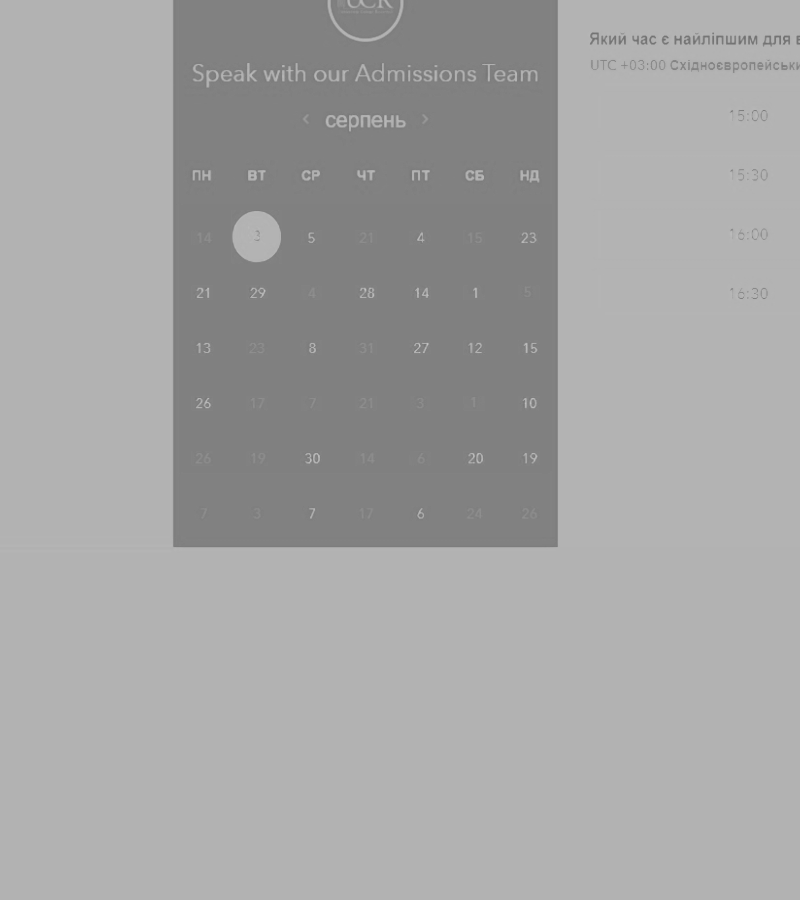 UCR
Speak with our Admissions Team
‹ серпень ›
ПН ВТ СР ЧТ ПТ СБ НД
14 3 5 21 4 15 23
21 29 4 28 14 1 5
13 23 8 31 27 12 15
26 17 7 21 3 1 10
26 19 30 14 6 20 19
7 3 7 17 6 24 26
Який час є найліпшим для
UTC +03:00 Східноєвропейськи
15:00
15:30
16:00
16:30